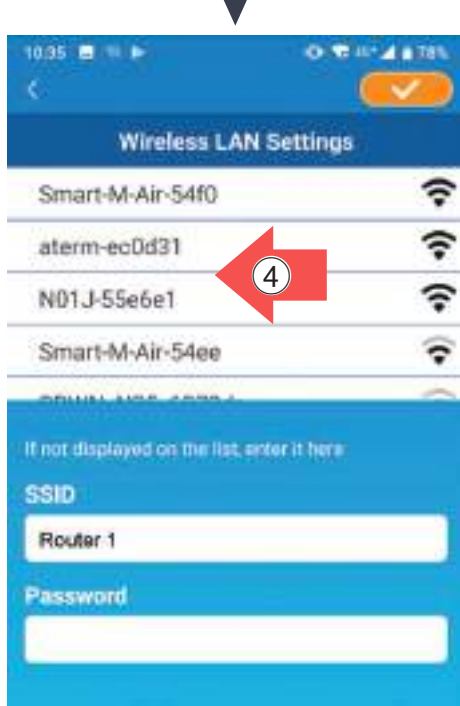 10:35 78%
Wireless LAN Settings
Smart-M-Air-54f0
aterm-ec0d31
④
N01J-55e6e1
Smart-M-Air-54ee
If not displayed on the list, enter it here
SSID
Router 1
Password